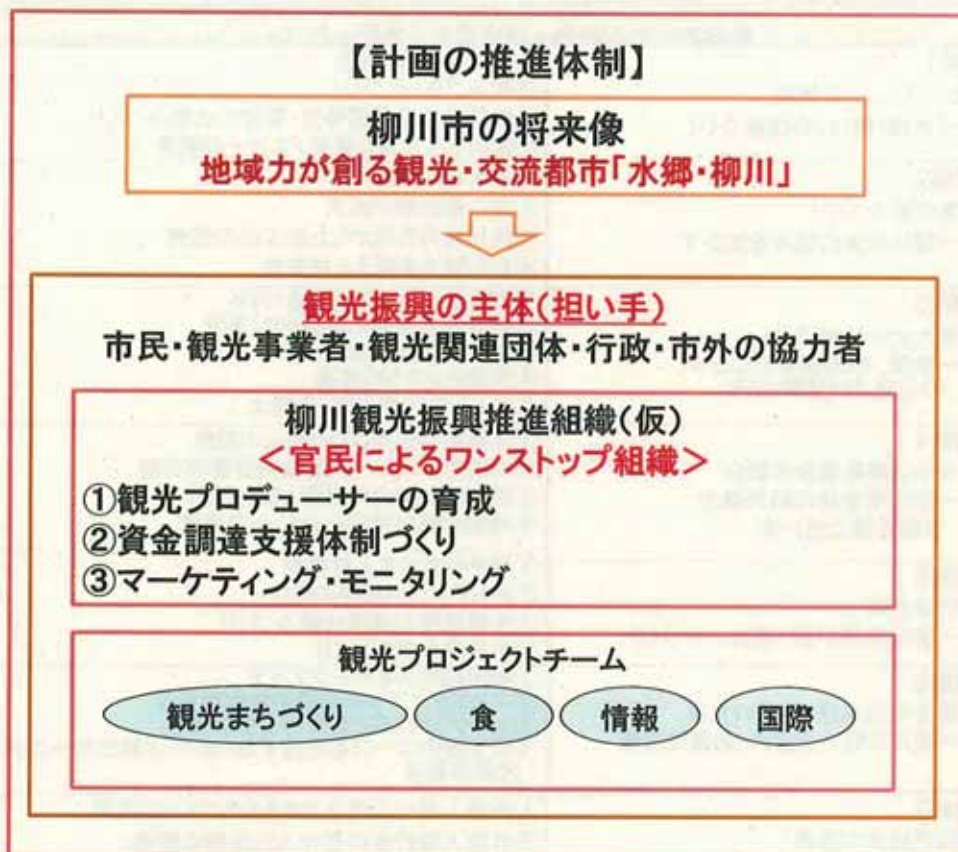 【計画の推進体制】
柳川市の将来像
地域力が創る観光・交流都市「水郷・柳川」
観光振興の主体(担い手)
市民・観光事業者・観光関連団体・行政・市外の協力者
柳川観光振興推進組織(仮)
<官民によるワンストップ組織>
①観光プロデューサーの育成
②資金調達支援体制づくり
③マーケティング・モニタリング
観光プロジェクトチーム
観光まちづくり 食 情報 国際